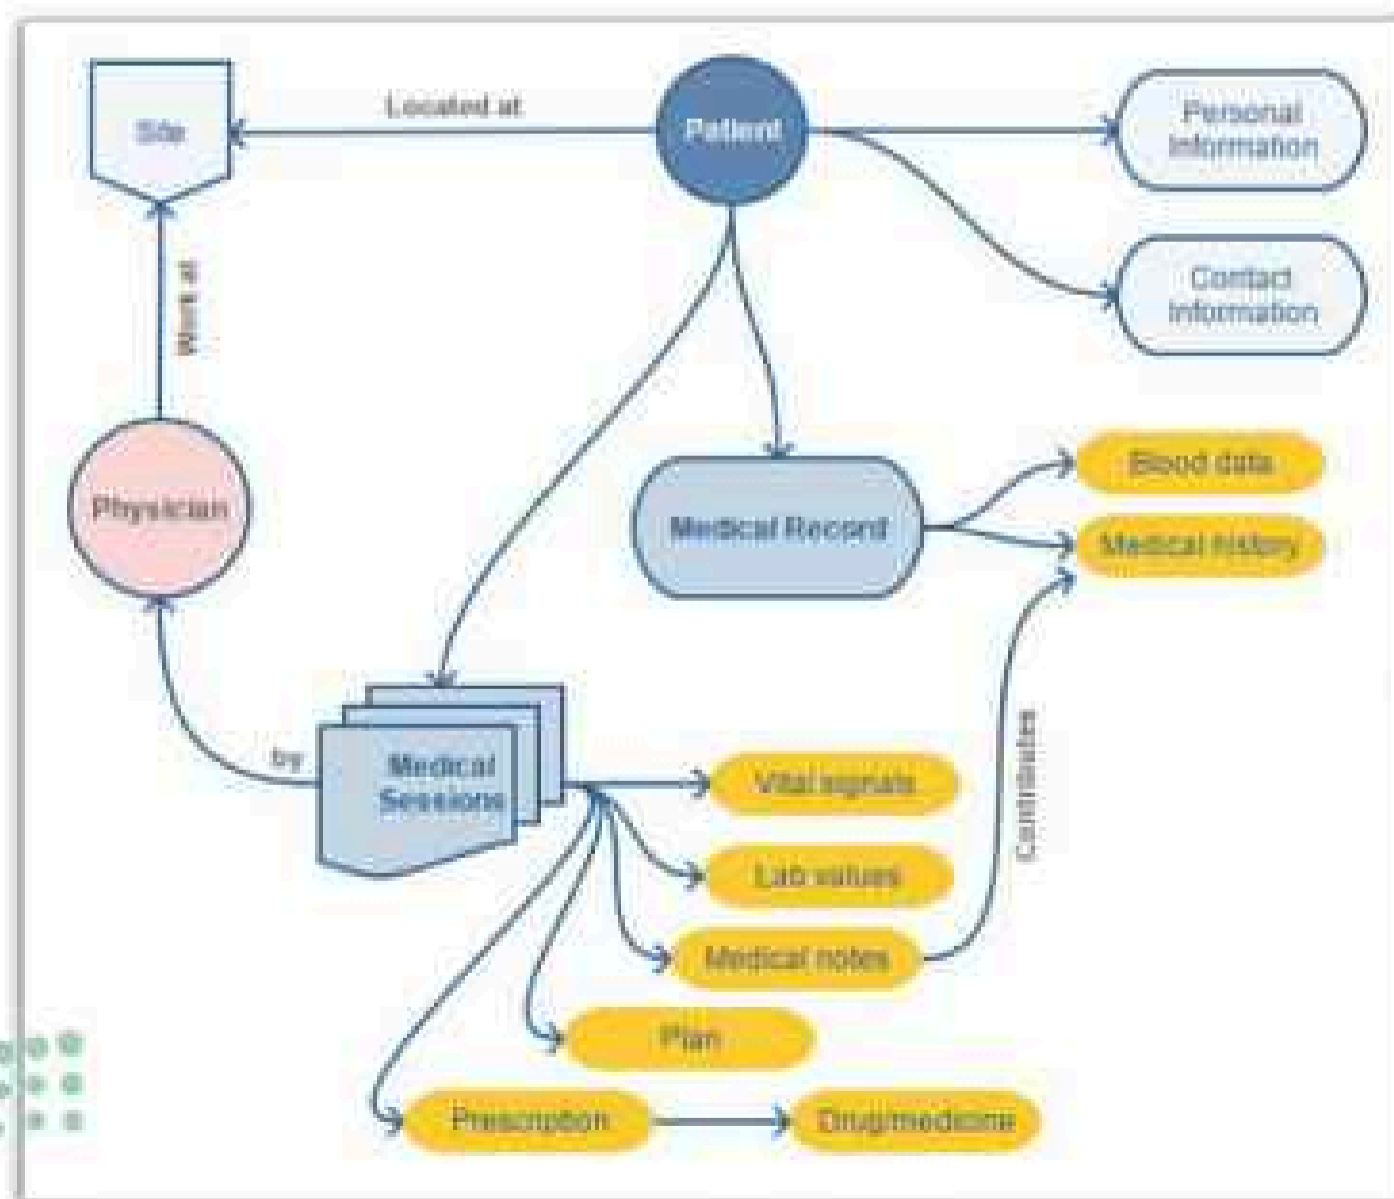 Located at
Site
Patient
Personal
Information
Contact
Information
Work at
Physician
Medical Record
Blood data
Medical history
by
Medical
Sessions
Vital signals
Lab values
Medical notes
Contributes
Plan
Prescription
Drug/medicine